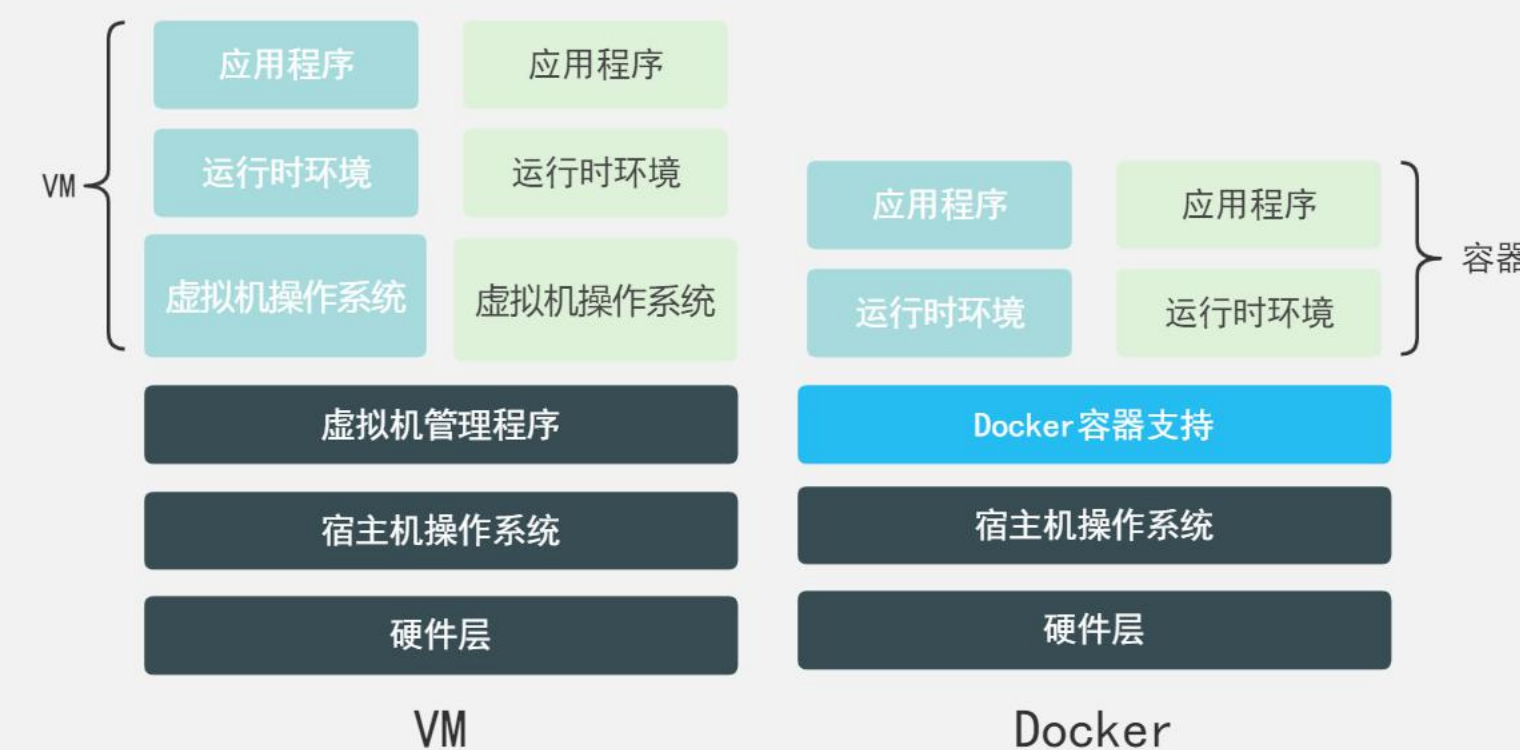 应用程序
应用程序
运行时环境
运行时环境
VM
虚拟机操作系统
虚拟机操作系统
虚拟机管理程序
宿主机操作系统
硬件层
VM
应用程序
应用程序
容器
运行时环境
运行时环境
Docker容器支持
宿主机操作系统
硬件层
Docker